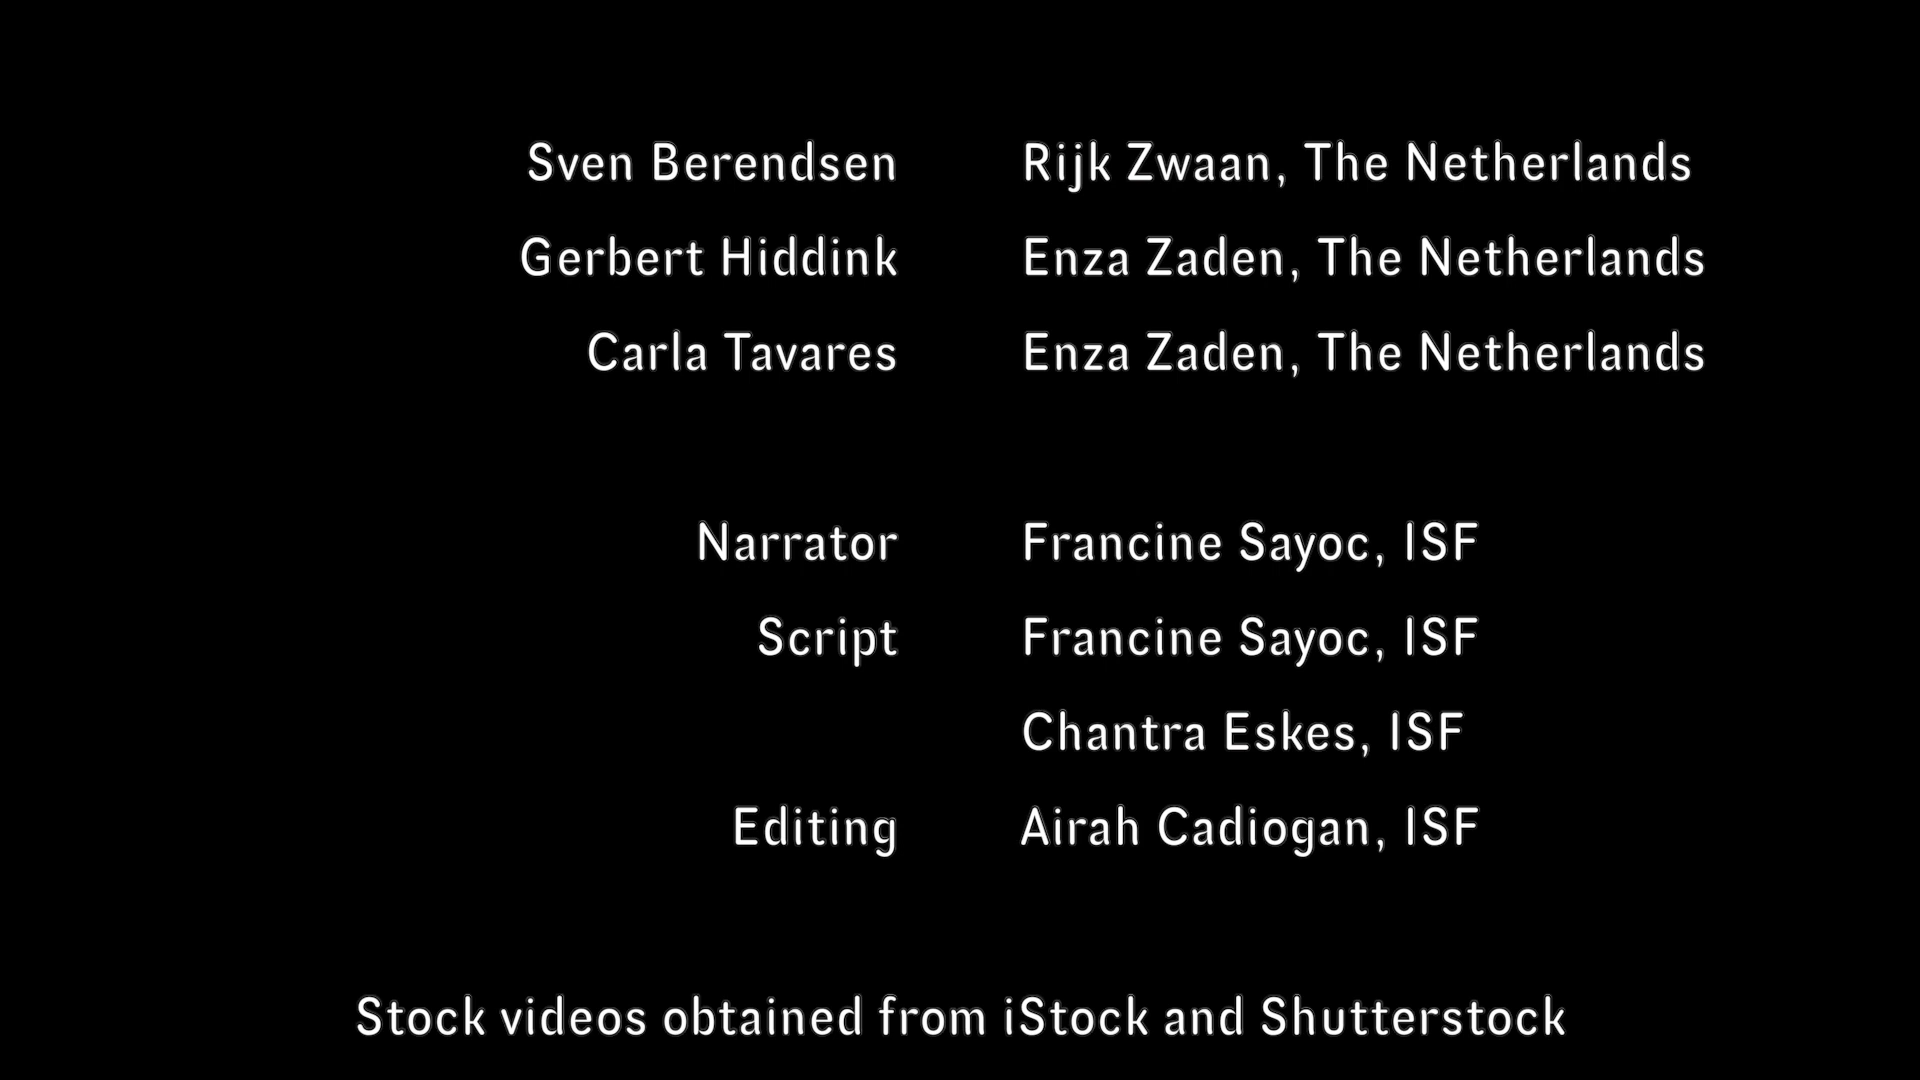 Sven Berendsen Rijk Zwaan, The Netherlands
Gerbert Hiddink Enza Zaden, The Netherlands
Carla Tavares Enza Zaden, The Netherlands
Narrator Francine Sayoc, ISF
Script Francine Sayoc, ISF
Chantra Eskes, ISF
Editing Airah Cadiogan, ISF
Stock videos obtained from iStock and Shutterstock